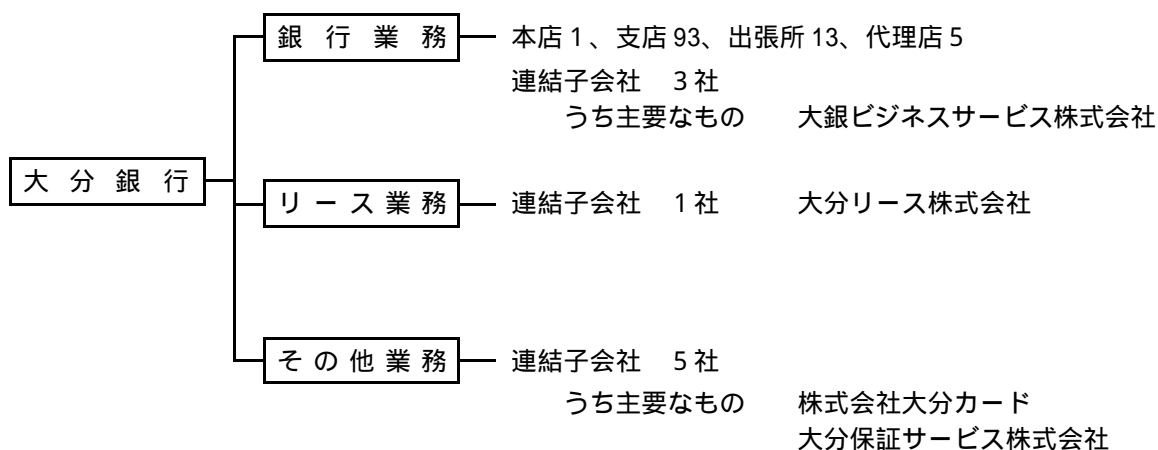 銀行業務 本店1、支店93、出張所13、代理店5
連結子会社 3社
うち主要なもの 大銀ビジネスサービス株式会社
大分銀行
リース業務 連結子会社 1社 大分リース株式会社
その他業務 連結子会社 5社
うち主要なもの 株式会社大分カード
大分保証サービス株式会社